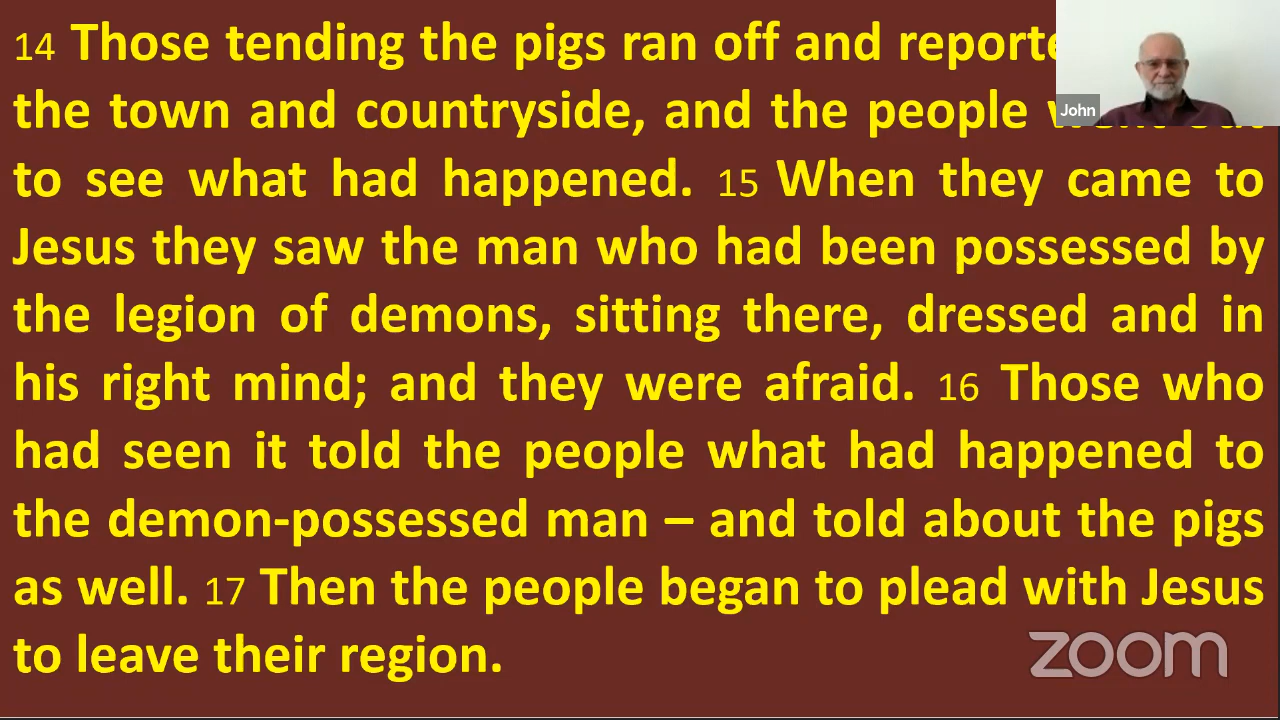 14 Those tending the pigs ran off and
the town and countryside, and the people
to see what had happened. 15 When they came to
Jesus they saw the man who had been possessed by
the legion of demons, sitting there, dressed and in
his right mind; and they were afraid. 16 Those who
had seen it told the people what had happened to
the demon-possessed man – and told about the pigs
as well. 17 Then the people began to plead with Jesus
to leave their region.
John
zoom